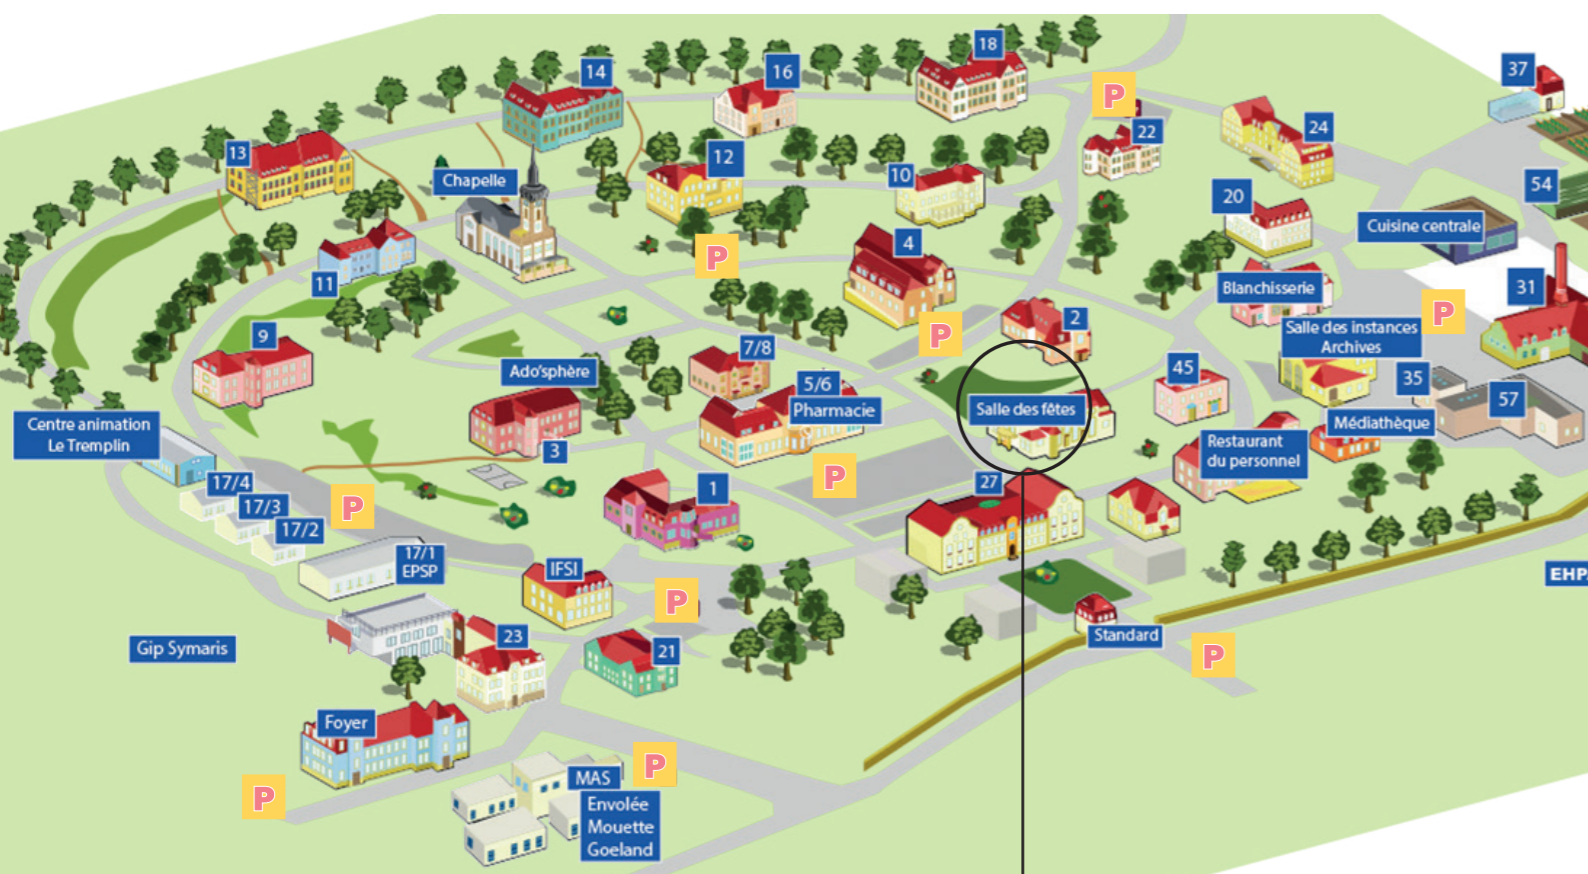 18
37
14
16
P
22
24
13
12
Chapelle
10
54
20
Cuisine centrale
4
P
11
Blanchisserie
31
P
2
Salle des instances
Archives
P
9
7/8
Ado'sphère
5/6
Pharmacie
45
35
57
Salle des fêtes
Médiathèque
Centre animation
Le Tremplin
3
Restaurant
du personnel
17/4
P
27
1
17/3
P
17/2
17/1
EPSP
IFSI
EHP
P
23
Standard
Gip Symaris
21
P
Foyer
P
MAS
P
Envolée
Mouette
Goeland